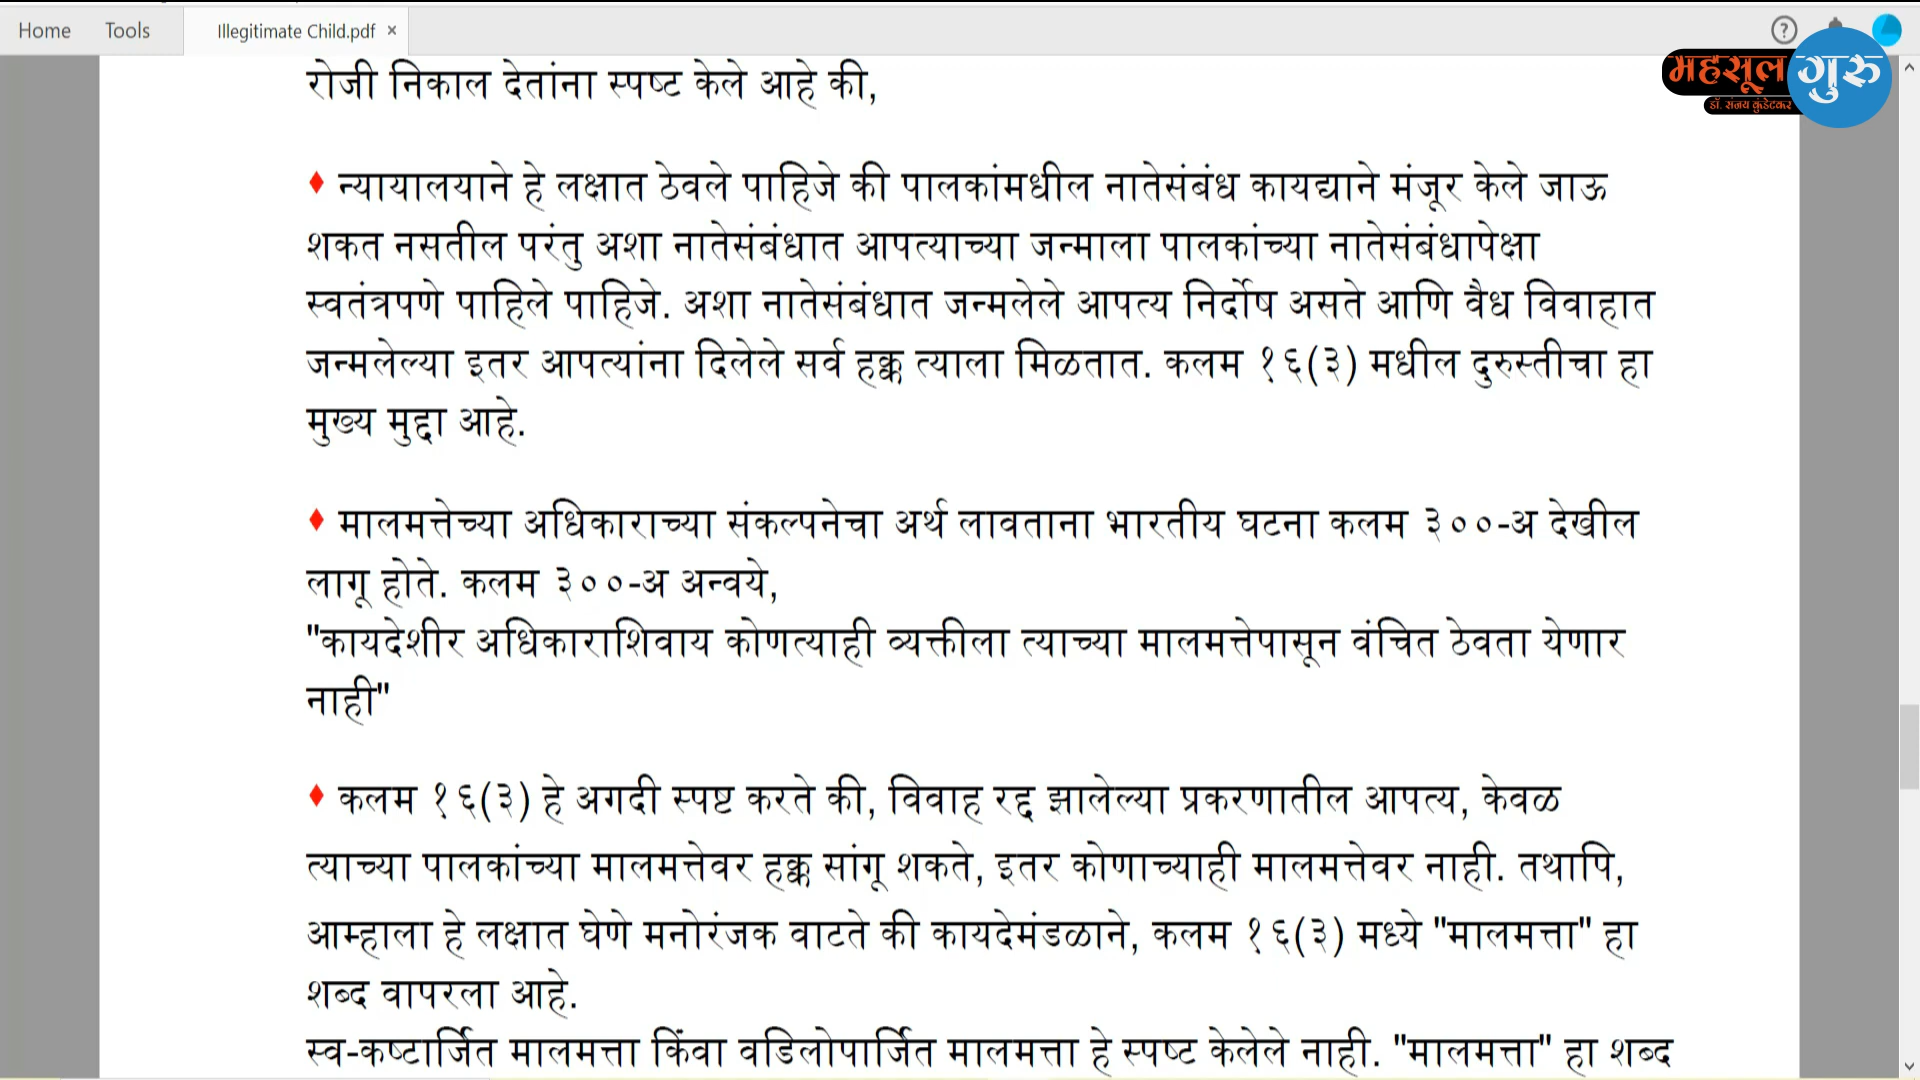 Home Tools Illegitimate Child.pdf ×
महसूल गुरु
डॉ. संजय कुंडेटकर
रोजी निकाल देतांना स्पष्ट केले आहे की,
♦ न्यायालयाने हे लक्षात ठेवले पाहिजे की पालकांमधील नातेसंबंध कायद्याने मंजूर केले जाऊ
शकत नसतील परंतु अशा नातेसंबंधात आपत्याच्या जन्माला पालकांच्या नातेसंबंधापेक्षा
स्वतंत्रपणे पाहिले पाहिजे. अशा नातेसंबंधात जन्मलेले आपत्य निर्दोष असते आणि वैध विवाहात
जन्मलेल्या इतर आपत्यांना दिलेले सर्व हक्क त्याला मिळतात. कलम १६(३) मधील दुरुस्तीचा हा
मुख्य मुद्दा आहे.
♦ मालमत्तेच्या अधिकाराच्या संकल्पनेचा अर्थ लावताना भारतीय घटना कलम ३००-अ देखील
लागू होते. कलम ३००-अ अन्वये,
"कायदेशीर अधिकाराशिवाय कोणत्याही व्यक्तीला त्याच्या मालमत्तेपासून वंचित ठेवता येणार
नाही"
♦ कलम १६(३) हे अगदी स्पष्ट करते की, विवाह रद्द झालेल्या प्रकरणातील आपत्य, केवळ
त्याच्या पालकांच्या मालमत्तेवर हक्क सांगू शकते, इतर कोणाच्याही मालमत्तेवर नाही. तथापि,
आम्हाला हे लक्षात घेणे मनोरंजक वाटते की कायदेमंडळाने, कलम १६(३) मध्ये "मालमत्ता" हा
शब्द वापरला आहे.
स्व-कष्टार्जित मालमत्ता किंवा वडिलोपार्जित मालमत्ता हे स्पष्ट केलेले नाही. "मालमत्ता" हा शब्द